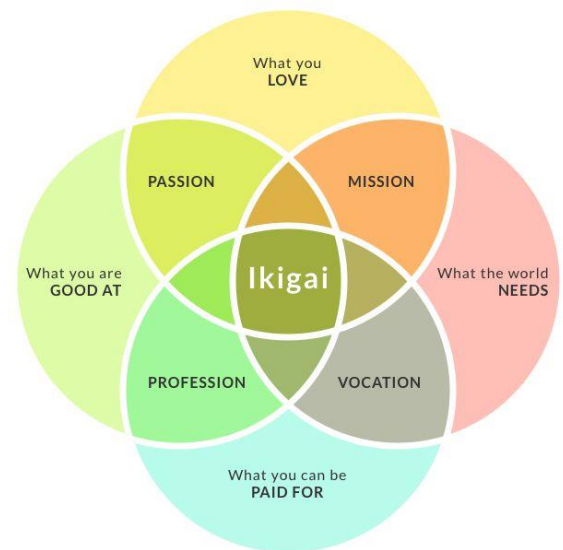 What you
LOVE
PASSION
MISSION
What you are
GOOD AT
Ikigai
What the world
NEEDS
PROFESSION
VOCATION
What you can be
PAID FOR